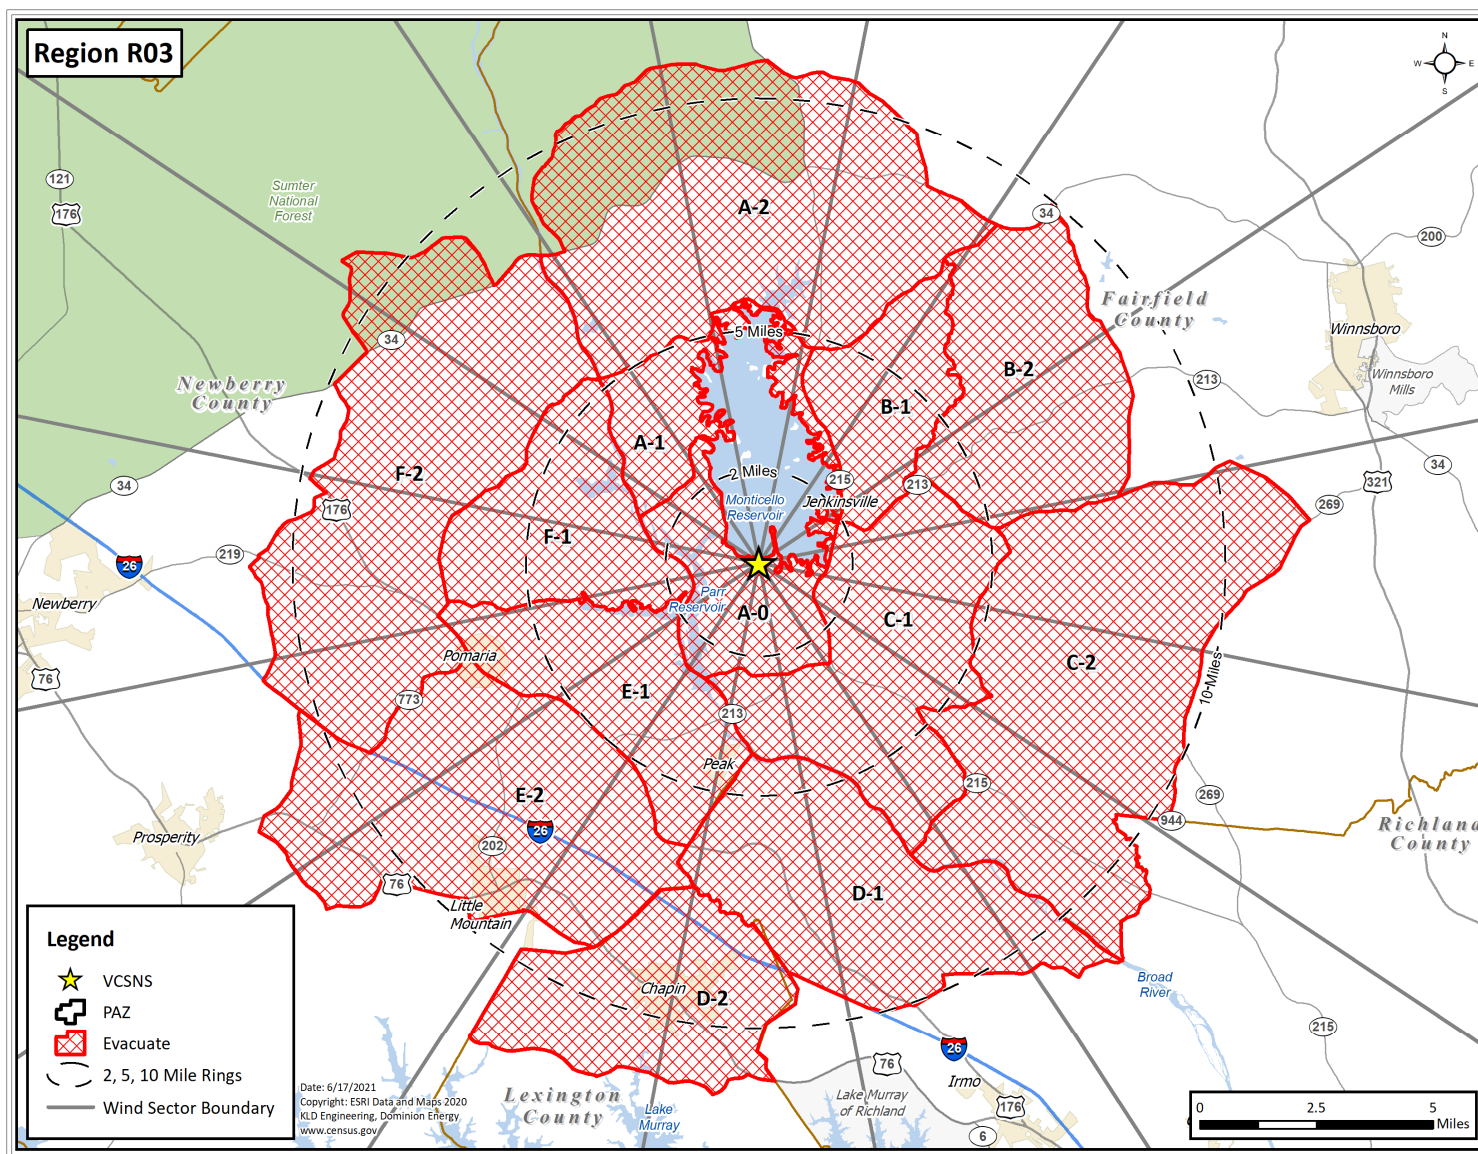 Region R03
N
W E
S
121
176
Sumter
National
Forest
A-2
34
200
Fairfield
County
Winnsboro
5 Miles
34
Newberry
County
B-2
Winnsboro
Mills
213
B-1
A-1
F-2
2 Miles
215
213
34
321
34
Monticello
Reservoir
Jenkinsville
176
269
F-1
219
26
Parr
Reservoir
Newberry
A-0
C-1
Pomaria
C-2
76
E-1
10 Miles
773
213
Peak
215
269
E-2
26
944
Richland
County
Prosperity
202
76
D-1
Little
Mountain
Legend
VCSNS
PAZ
Evacuate
2, 5, 10 Mile Rings
Wind Sector Boundary
Chapin
D-2
Broad
River
215
26
76
Irmo
Date: 6/17/2021
Copyright: ESRI Data and Maps 2020
KLD Engineering, Dominion Energy
www.census.gov
Lexington
County
Lake
Murray
Lake Murray
of Richland
176
6
0 2.5 5
Miles